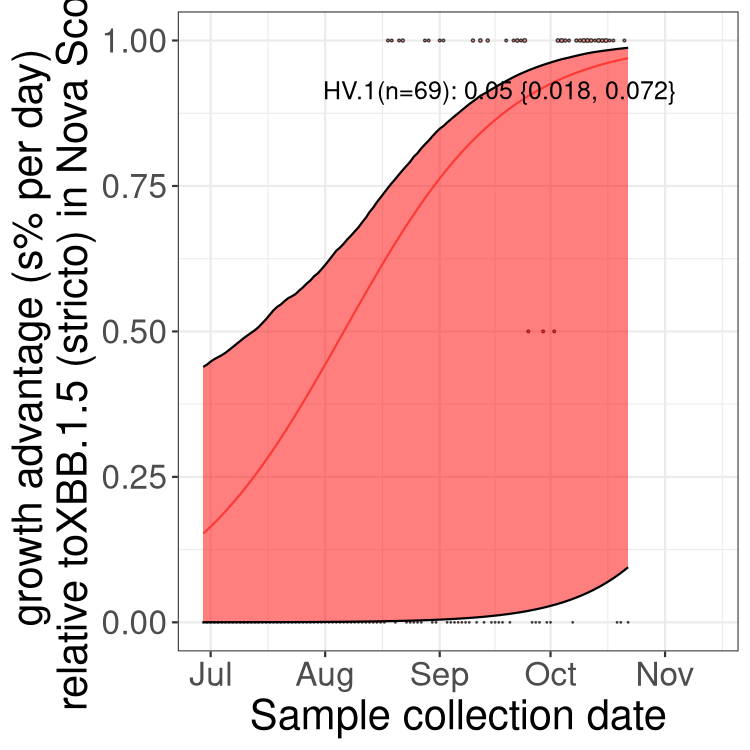 growth advantage (s% per day)
relative toXBB.1.5 (stricto) in Nova Sco
1.00
0.75
0.50
0.25
0.00
HV.1(n=69): 0.05 {0.018, 0.072}
Jul Aug Sep Oct Nov
Sample collection date